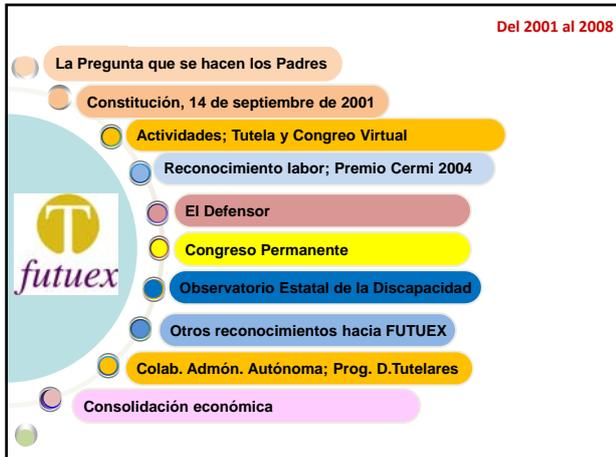 Del 2001 al 2008
La Pregunta que se hacen los Padres
Constitución, 14 de septiembre de 2001
Actividades; Tutela y Congreo Virtual
Reconocimiento labor; Premio Cermi 2004
El Defensor
Congreso Permanente
Observatorio Estatal de la Discapacidad
Otros reconocimientos hacia FUTUEX
Colab. Admón. Autónoma; Prog. D.Tutelares
Consolidación económica
T
futuex